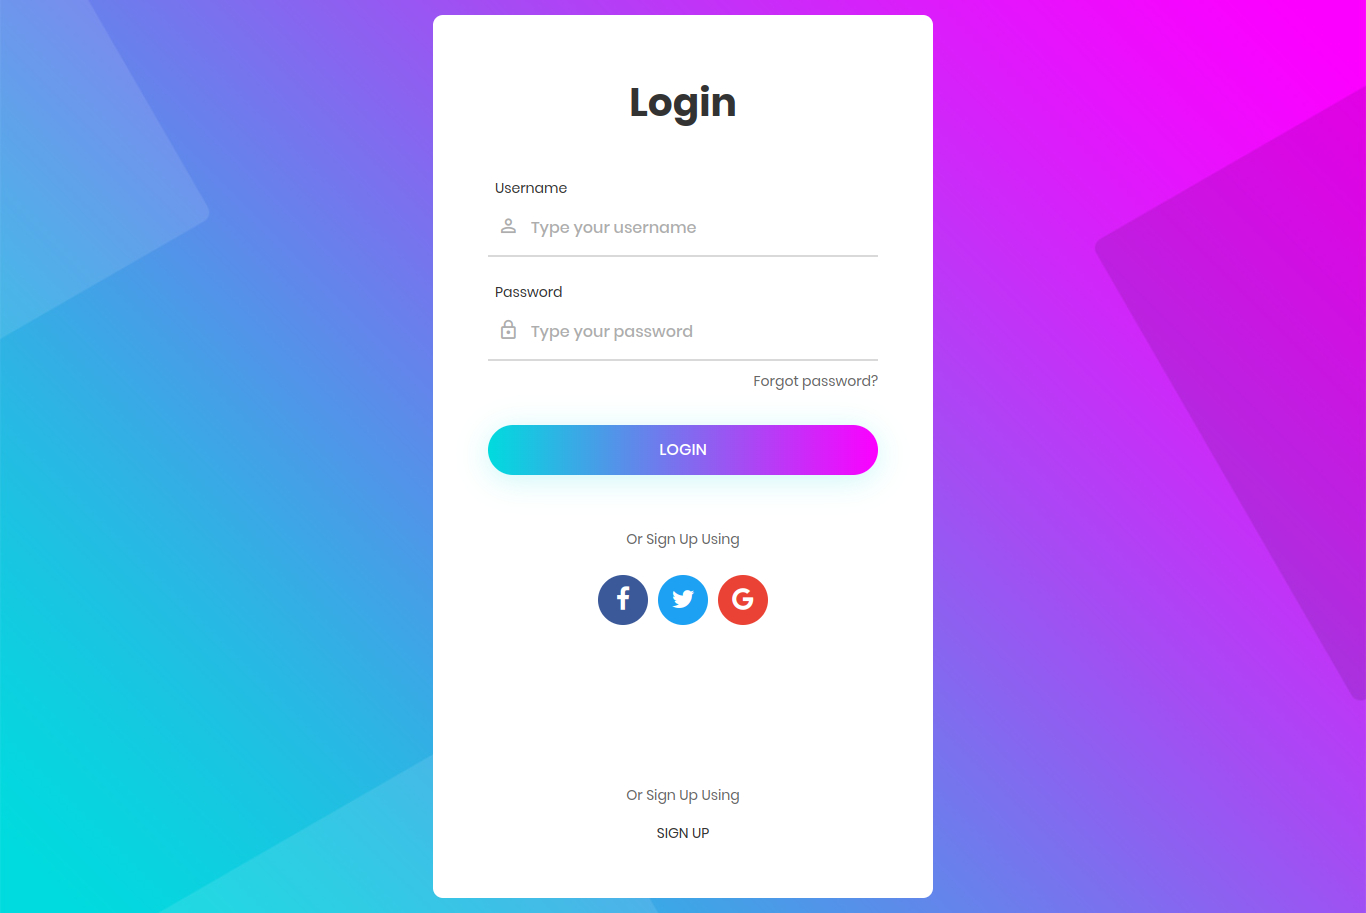 Login
Username
Type your username
Password
Type your password
Forgot password?
LOGIN
Or Sign Up Using
Or Sign Up Using
SIGN UP